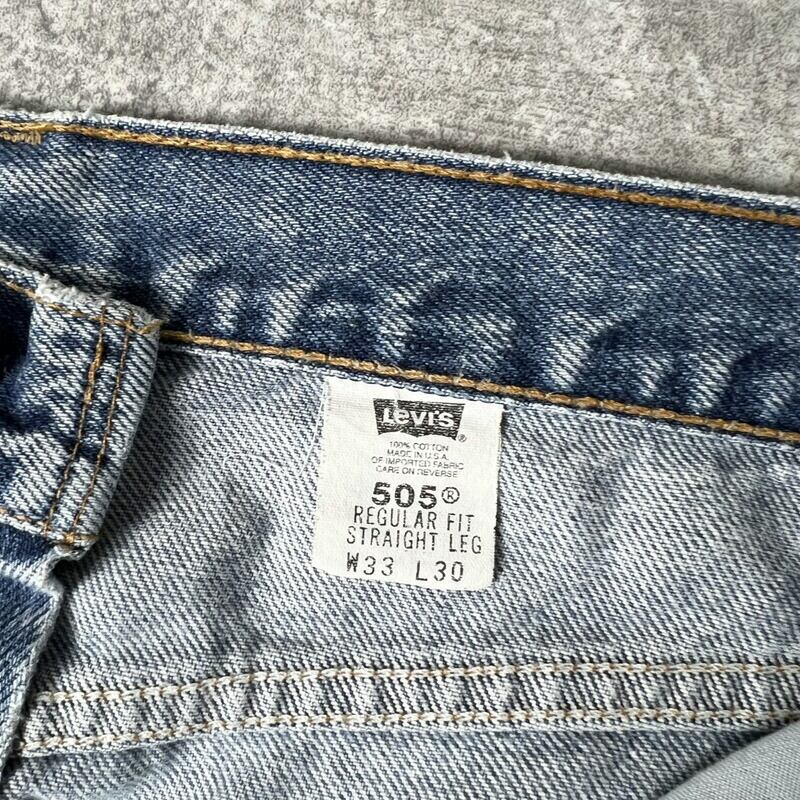 Levi's®
100% COTTON
MADE IN U.S.A.
OF IMPORTED FABRIC
CARE ON REVERSE
505®
REGULAR FIT
STRAIGHT LEG
W33 L30